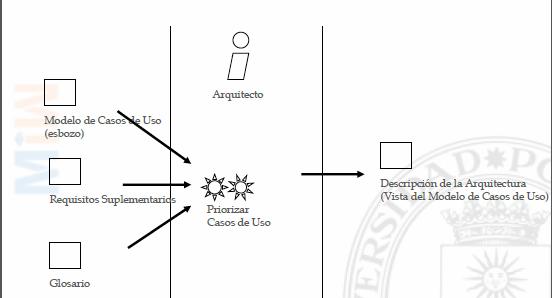 Arquitecto
Modelo de Casos de Uso
(esbozo)
Requisitos Suplementarios
Priorizar
Casos de Uso
Descripción de la Arquitectura
(Vista del Modelo de Casos de Uso)
Glosario
MiW